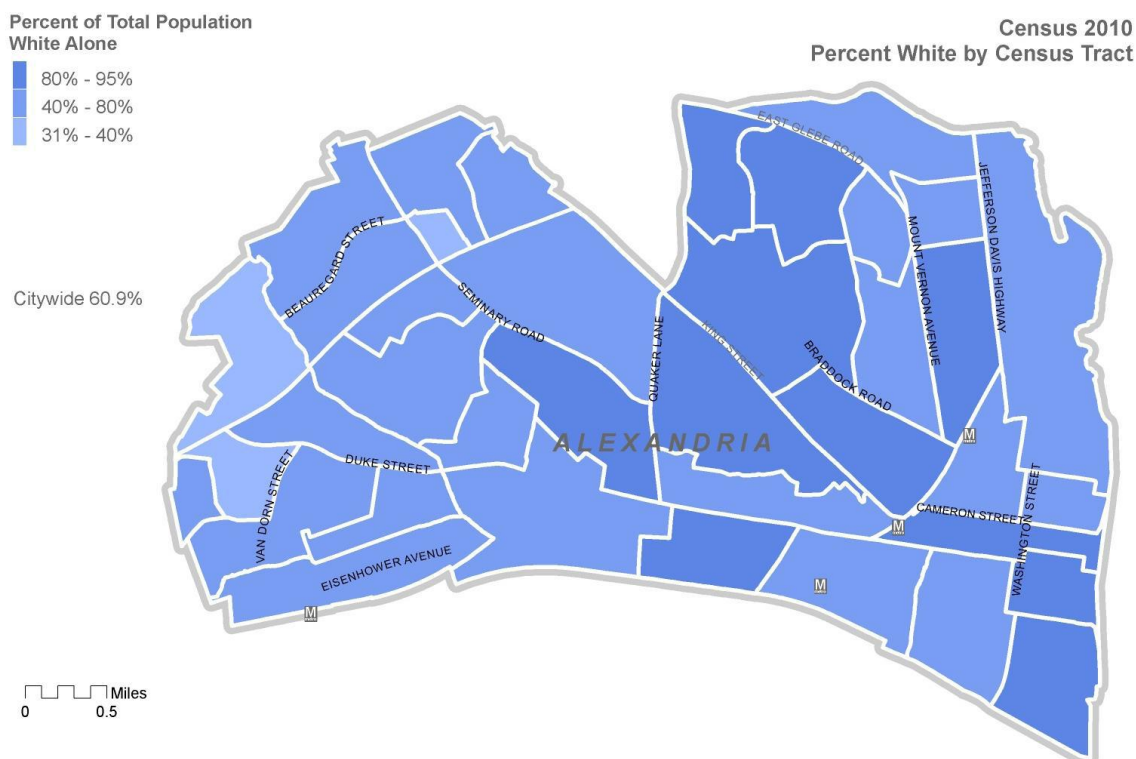 Percent of Total Population
White Alone
80% - 95%
40% - 80%
31% - 40%
Census 2010
Percent White by Census Tract
Citywide 60.9%
EAST GLEBE ROAD
JEFFERSON DAVIS HIGHWAY
MOUNT VERNON AVENUE
BEAUREGARD STREET
SEMINARY ROAD
QUAKER LANE
KING STREET
BRADDOCK ROAD
ALEXANDRIA
M
DUKE STREET
VAN DORN STREET
WASHINGTON STREET
CAMERON STREET
M
EISENHOWER AVENUE
M
M
Miles
0 0.5